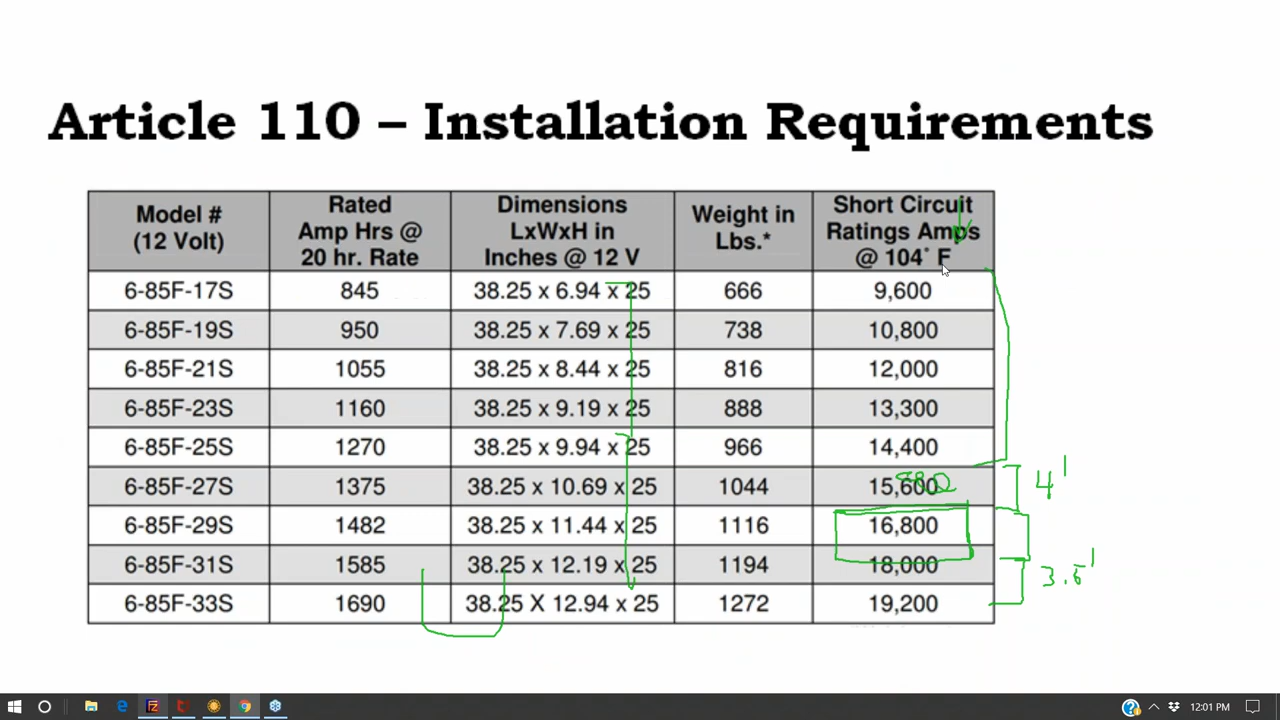 Article 110 – Installation Requirements
Model # (12 Volt) Rated Amp Hrs @ 20 hr. Rate Dimensions LxWxH in Inches @ 12 V Weight in Lbs.* Short Circuit Ratings Amps @ 104° F
6-85F-17S 845 38.25 x 6.94 x 25 666 9,600
6-85F-19S 950 38.25 x 7.69 x 25 738 10,800
6-85F-21S 1055 38.25 x 8.44 x 25 816 12,000
6-85F-23S 1160 38.25 x 9.19 x 25 888 13,300
6-85F-25S 1270 38.25 x 9.94 x 25 966 14,400
6-85F-27S 1375 38.25 x 10.69 x 25 1044 15,600 4'
6-85F-29S 1482 38.25 x 11.44 x 25 1116 16,800
6-85F-31S 1585 38.25 x 12.19 x 25 1194 18,000 3.5'
6-85F-33S 1690 38.25 X 12.94 x 25 1272 19,200
12:01 PM